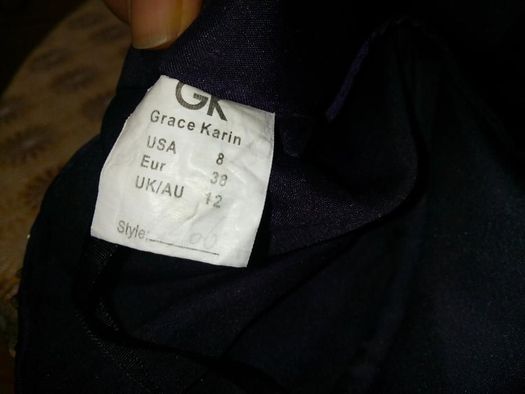 GK
Grace Karin
USA 8
Eur 38
UK/AU 12
Style: